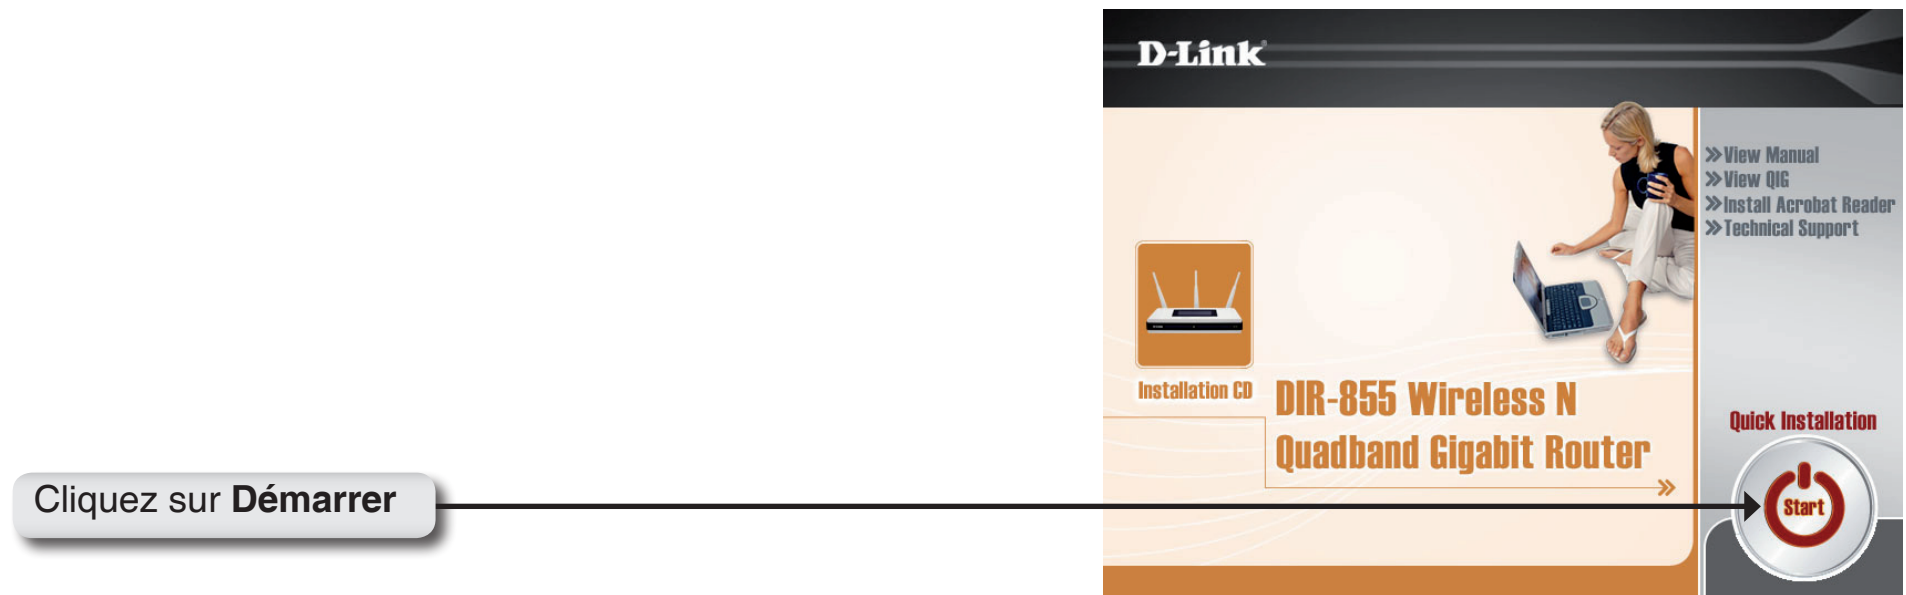 D-Link
View Manual
View QIG
Install Acrobat Reader
Technical Support
Installation CD
DIR-855 Wireless N
Quadband Gigabit Router
Quick Installation
Start
Cliquez sur Démarrer